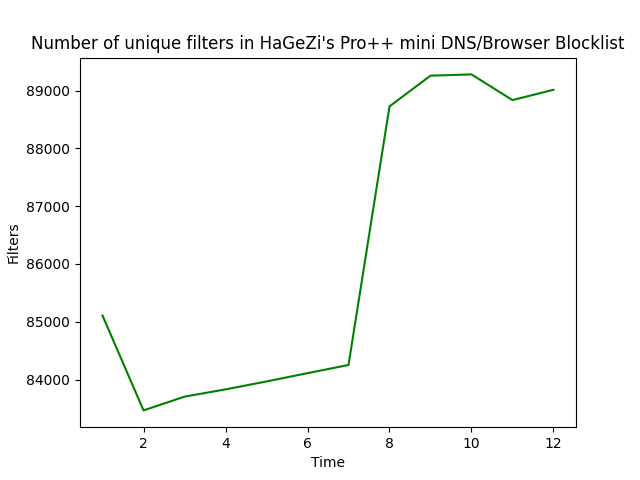 Number of unique filters in HaGeZi's Pro++ mini DNS/Browser Blocklist
89000
88000
87000
86000
85000
84000
Filters
2 4 6 8 10 12
Time